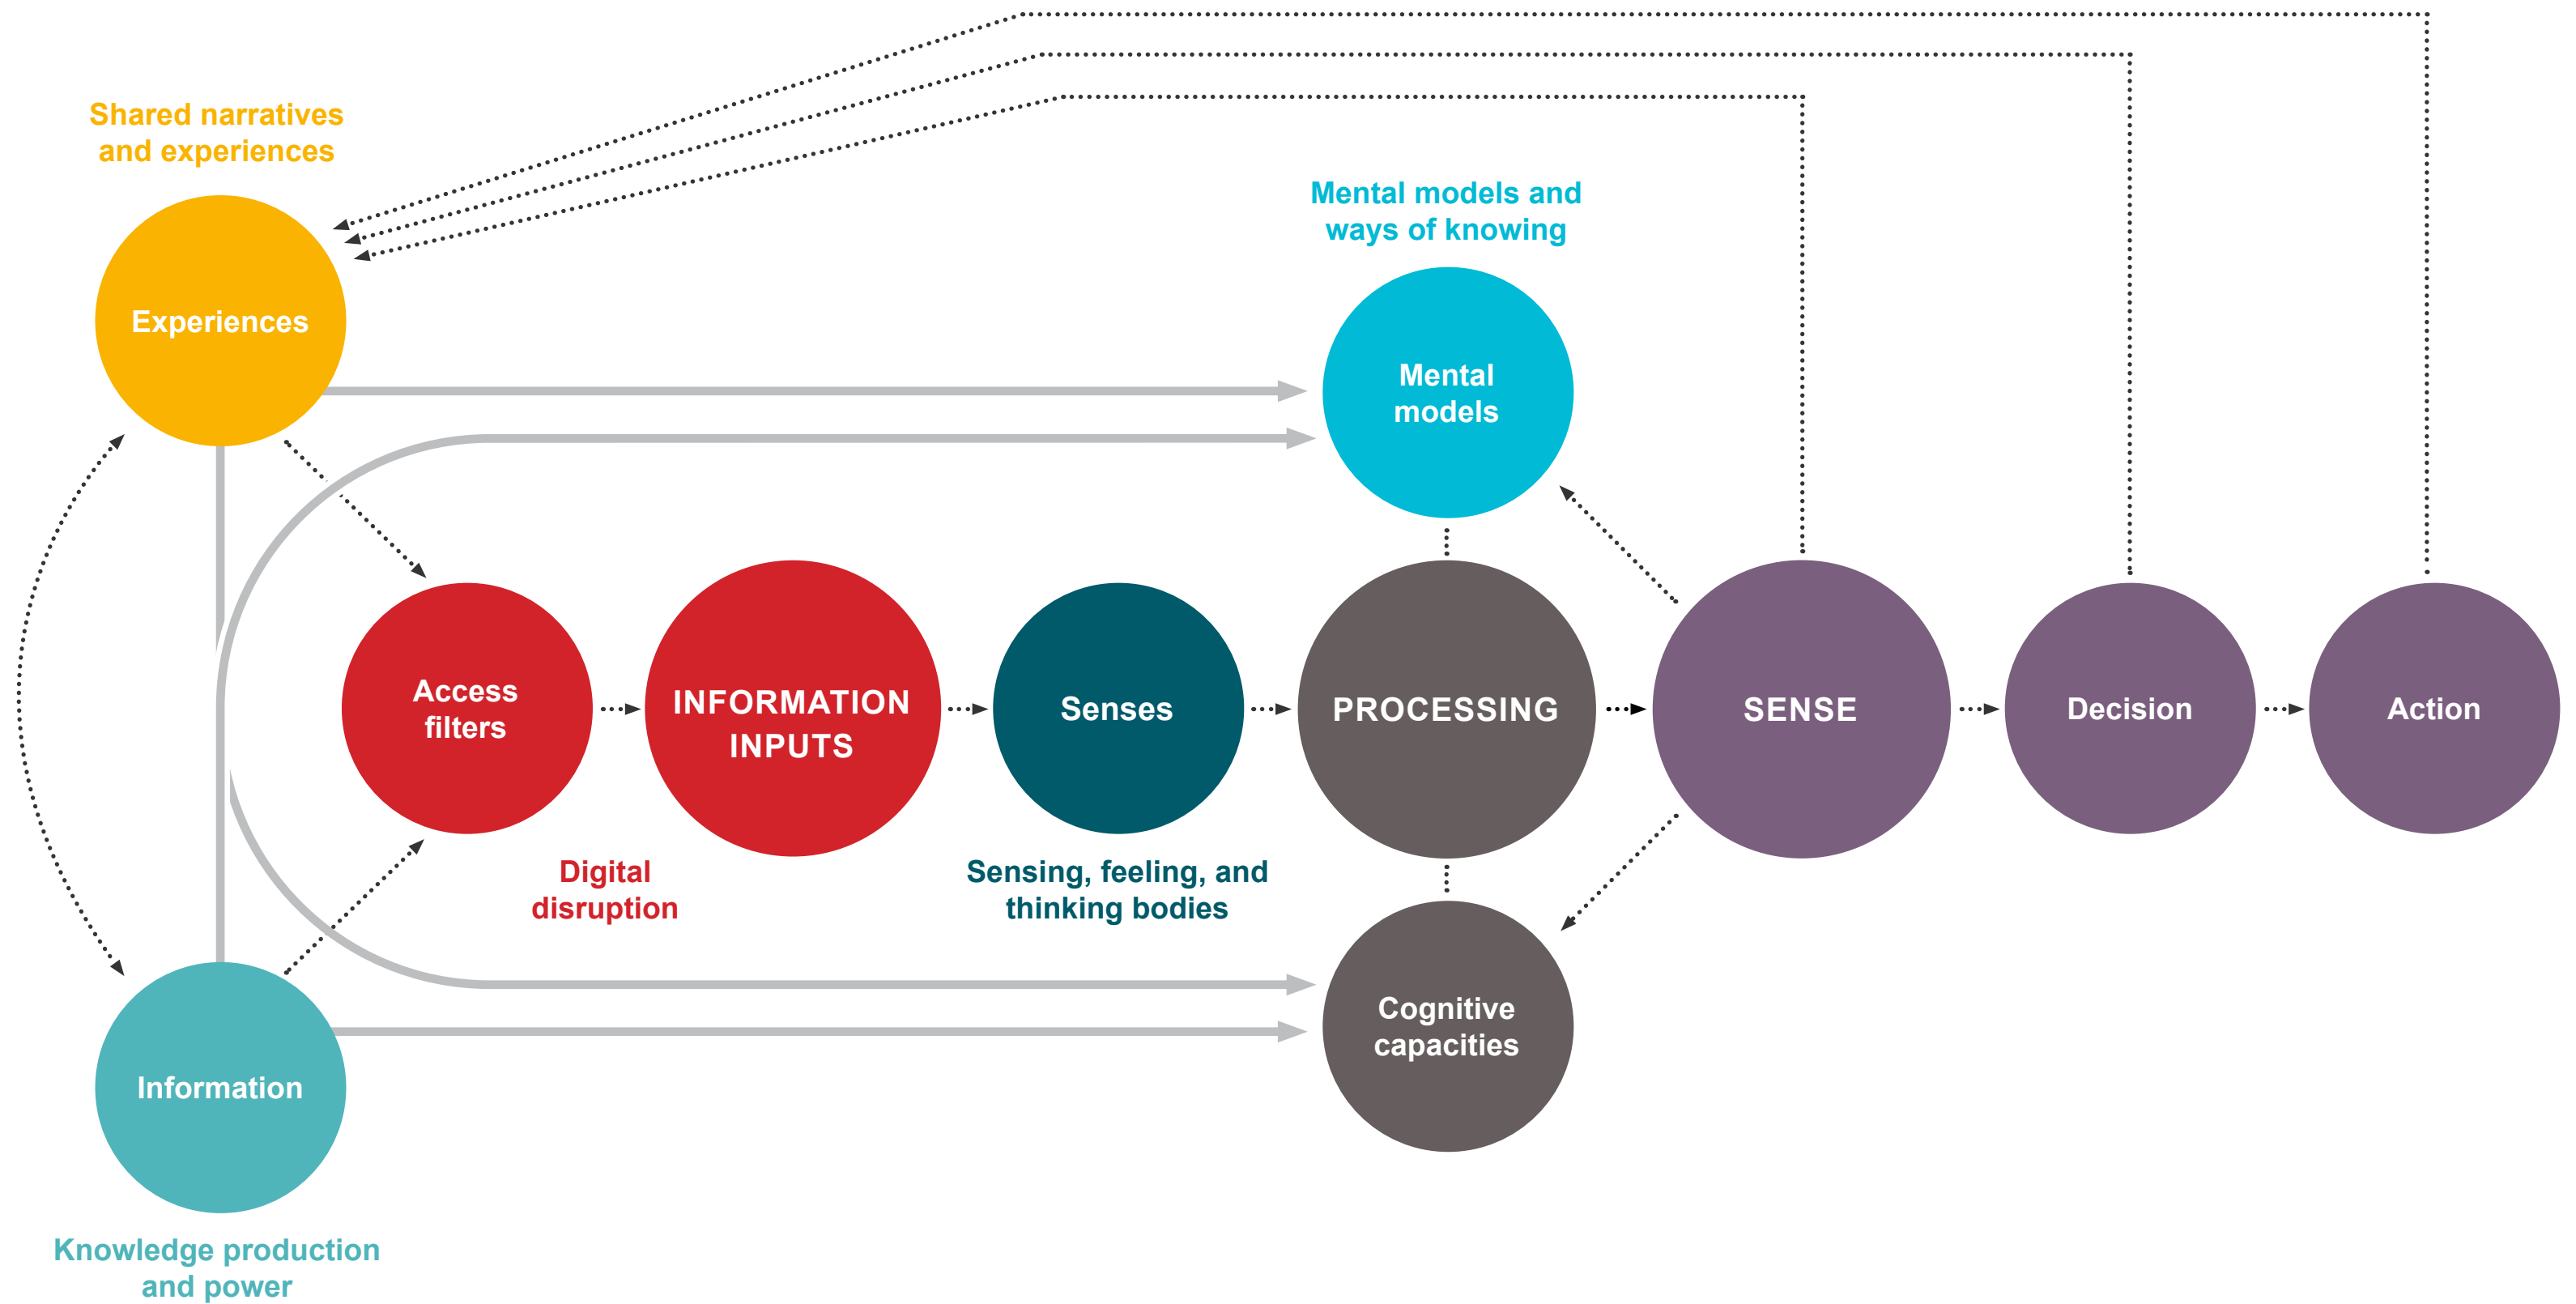 Shared narratives
and experiences
Experiences
Mental models and
ways of knowing
Mental
models
Access
filters
INFORMATION
INPUTS
Senses
PROCESSING
SENSE
Decision
Action
Digital
disruption
Sensing, feeling, and
thinking bodies
Cognitive
capacities
Information
Knowledge production
and power